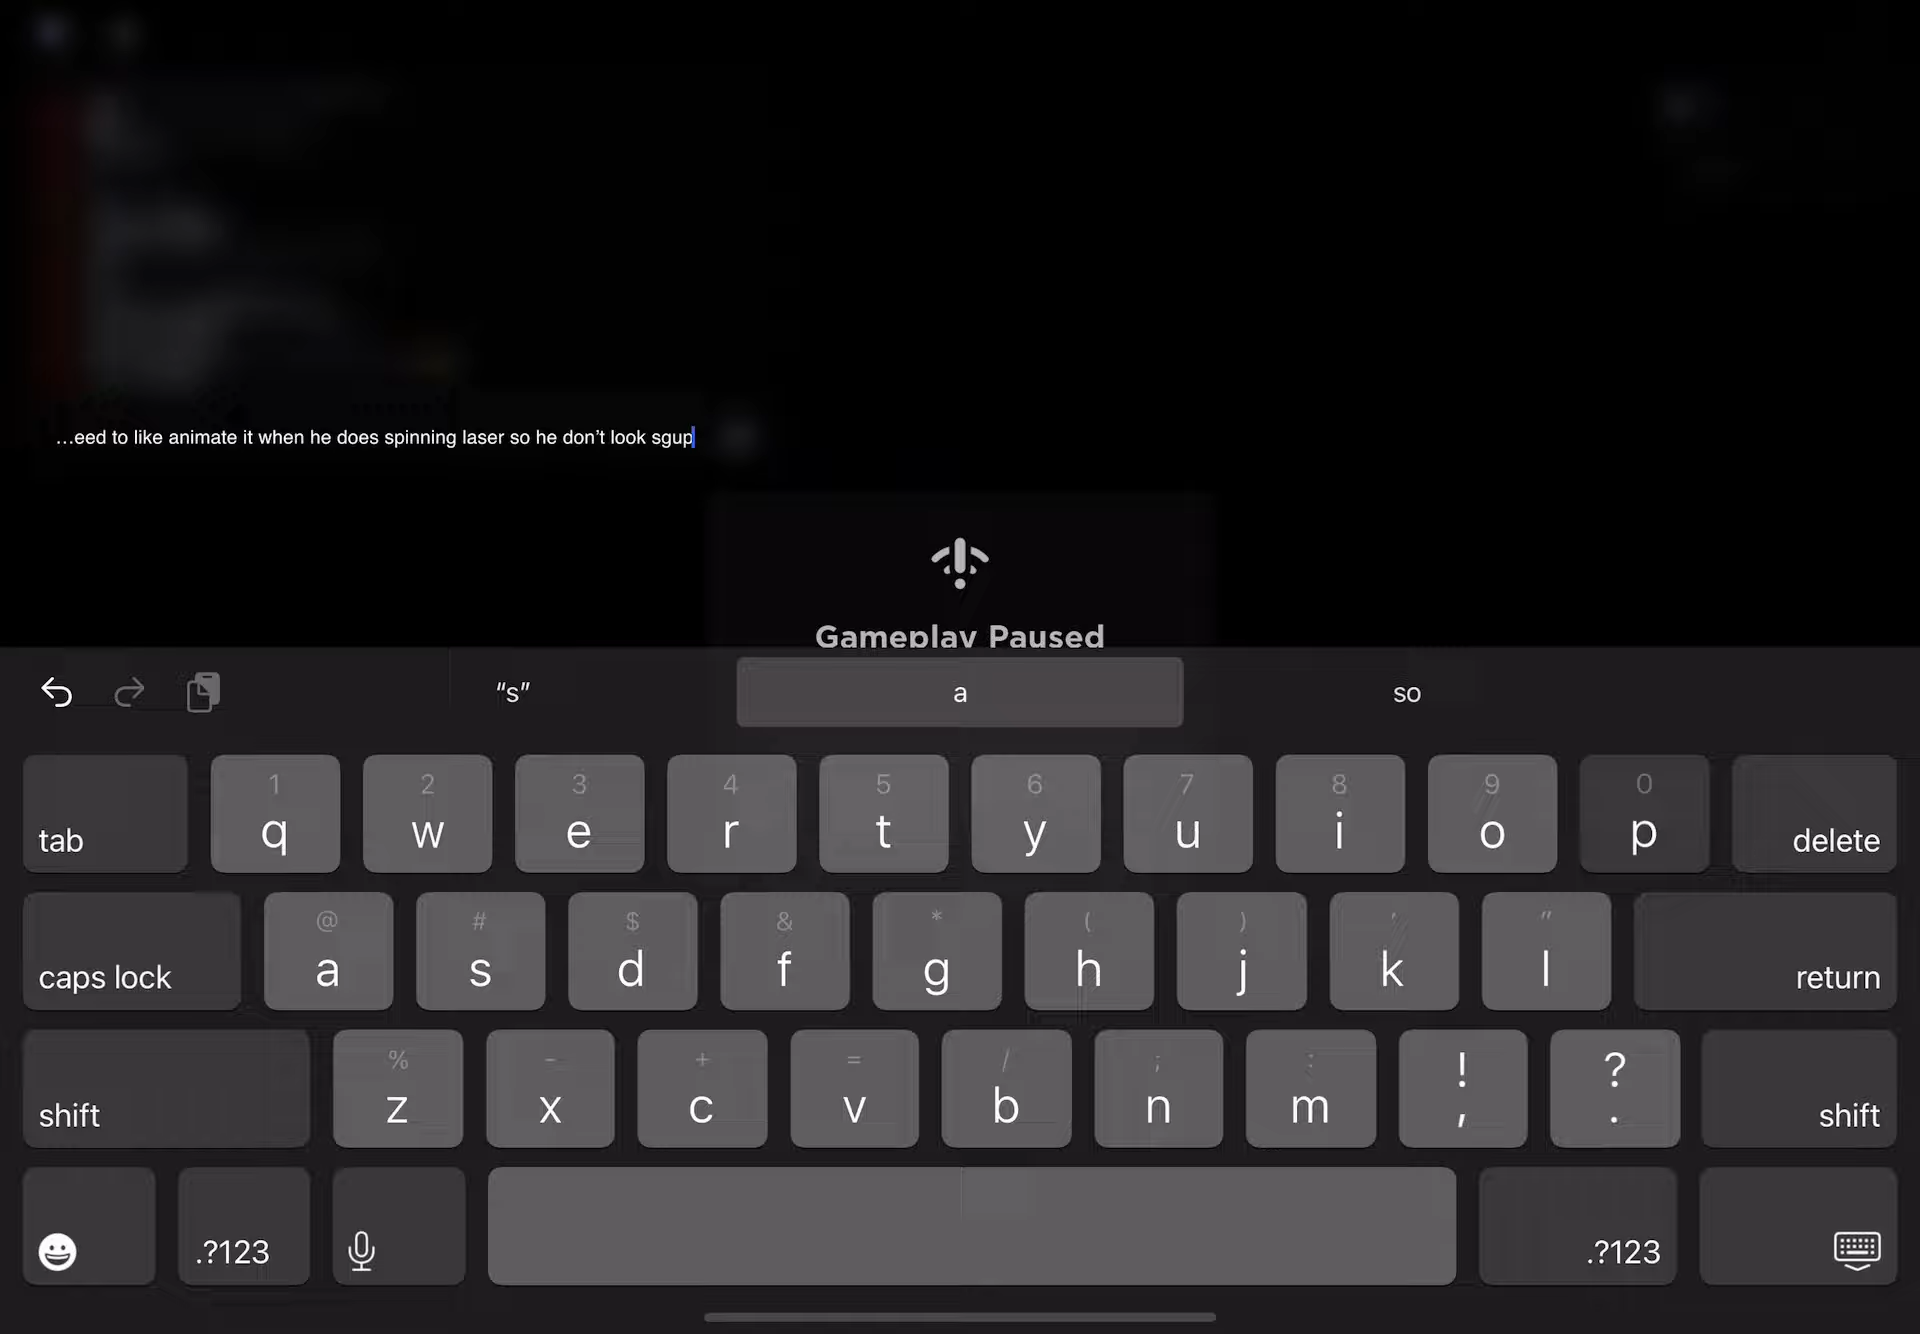 …eed to like animate it when he does spinning laser so he don’t look sgup
Gameplay Paused
“s” a so
tab 1 q 2 w 3 e 4 r 5 t 6 y 7 u 8 i 9 o 0 p delete
caps lock @ a # s $ d & f * g ( h ) j ' k " l return
shift % z - x + c = v / b ; n : m ! , ? . shift
.?123 .?123